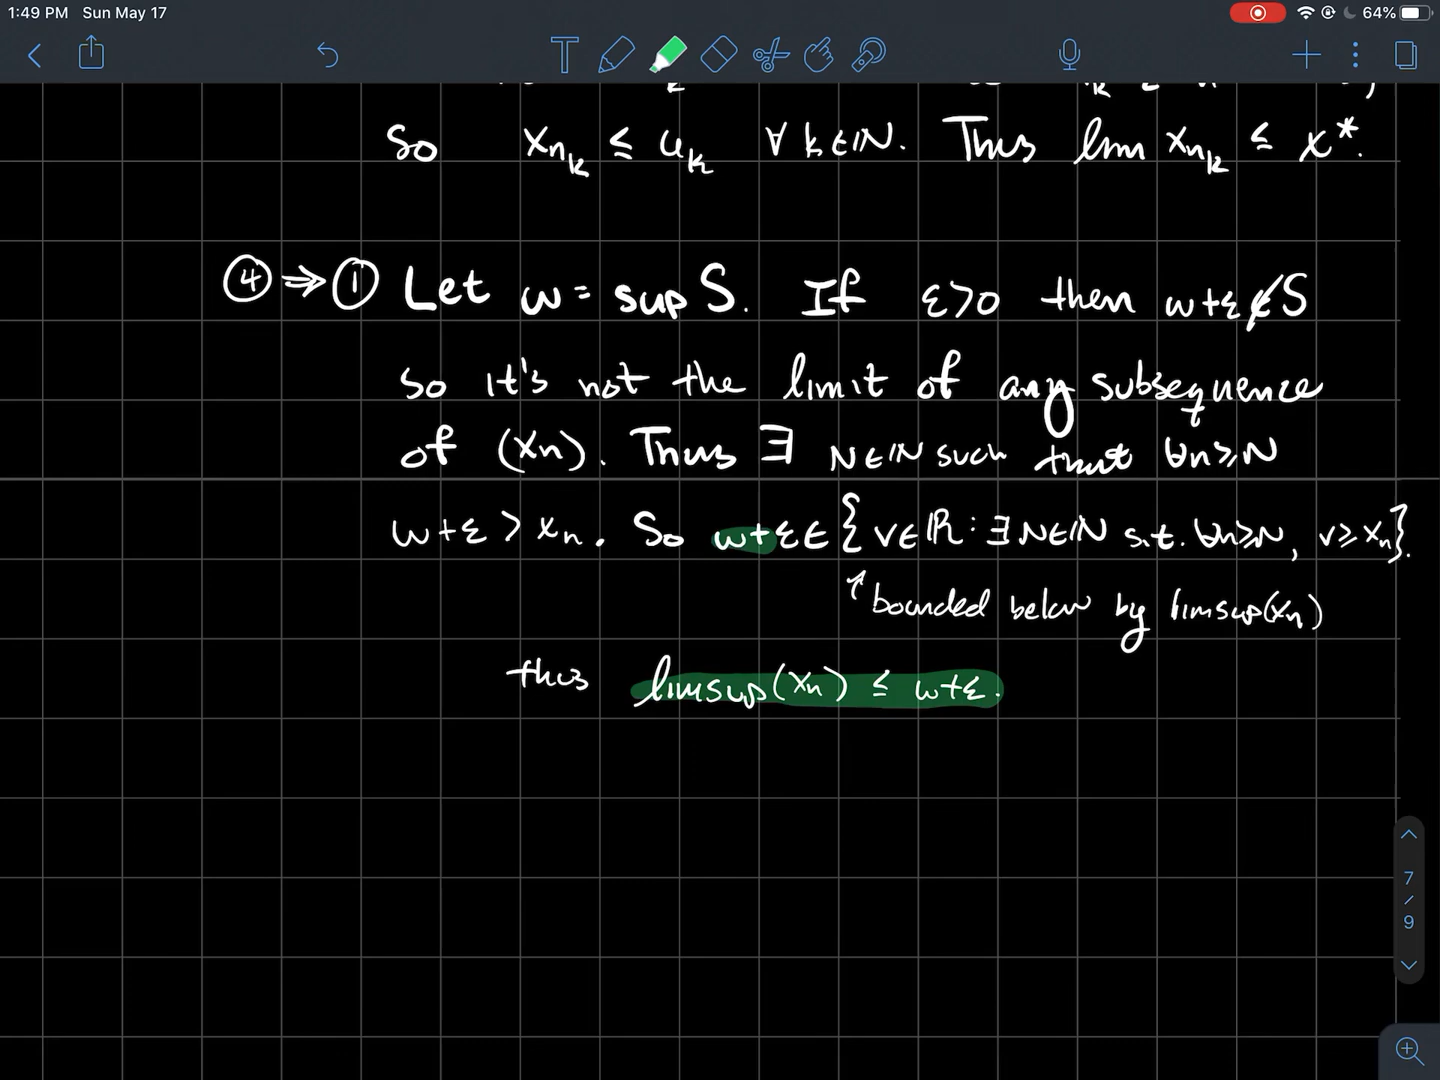 1:49 PM Sun May 17
64%
So x_{n_k} ≤ u_k ∀ k ∈ ℕ. Thus lim x_{n_k} ≤ x*.
④ ⇒ ① Let w = sup S. If ε>0 then w+ε ∉ S
so it's not the limit of any subsequence
of (xₙ). Thus ∃ N∈ℕ such that ∀n≥N
w+ε > xₙ. So w+ε ∈ {v∈ℝ : ∃N∈ℕ s.t. ∀n≥N, v≥xₙ}.
↑ bounded below by limsup(xₙ)
thus limsup(xₙ) ≤ w+ε.
7
/
9